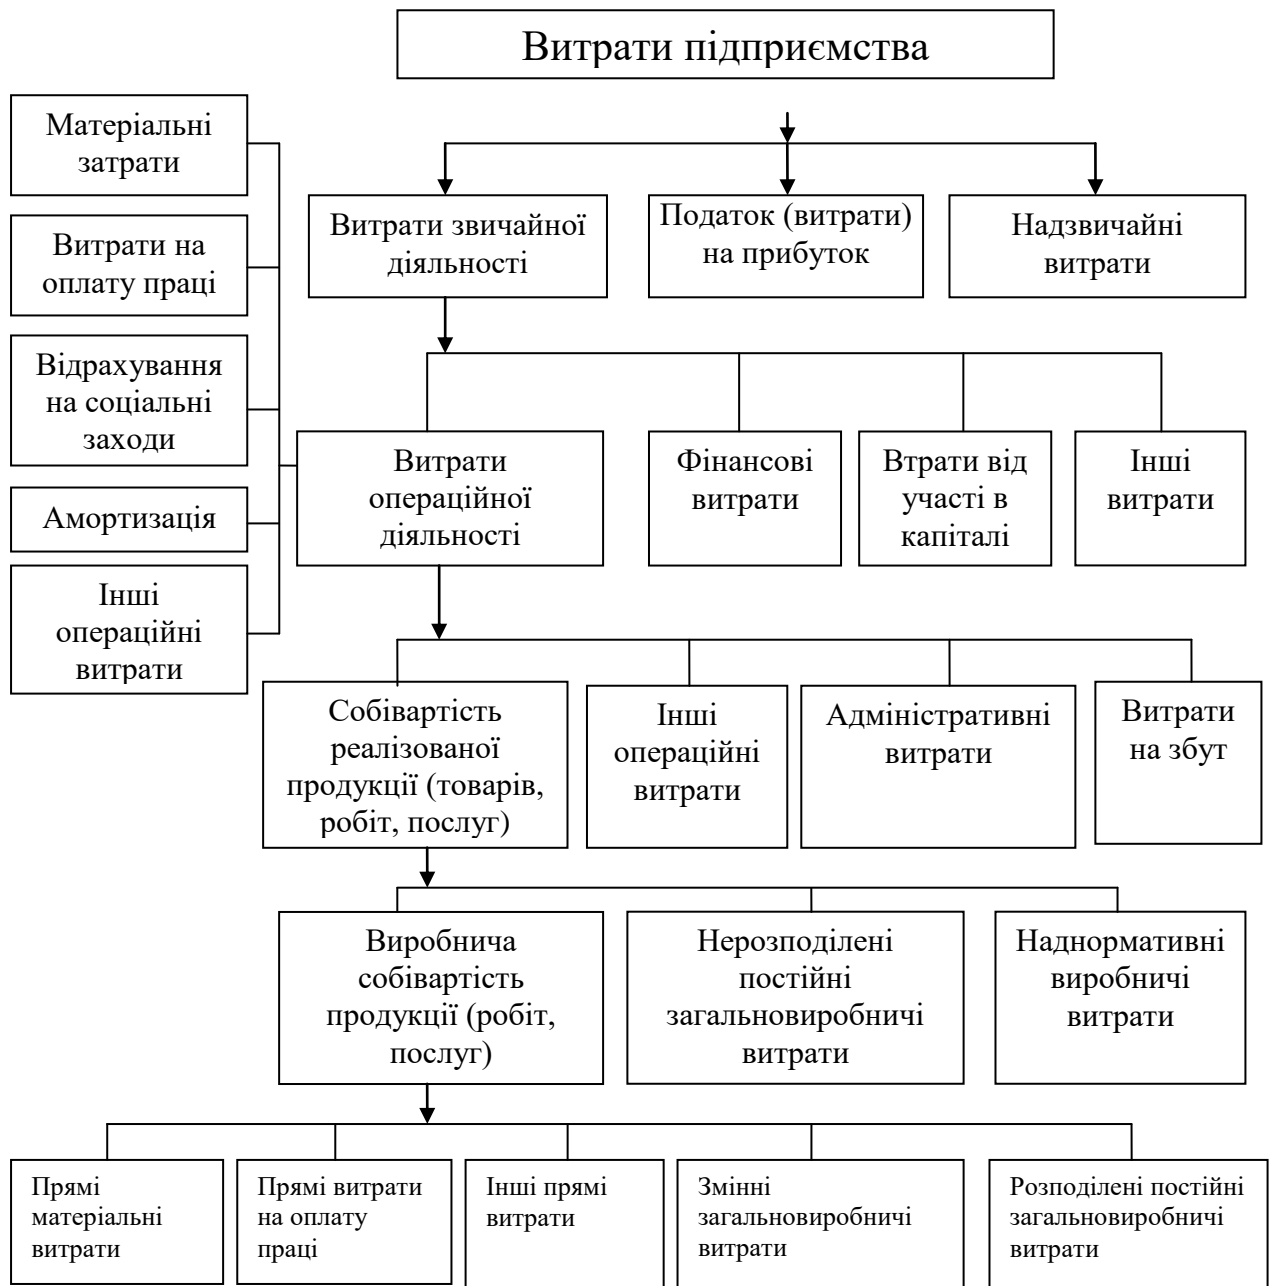 Витрати підприємства
Матеріальні
затрати
Витрати на
оплату праці
Відрахування
на соціальні
заходи
Амортизація
Інші
операційні
витрати
Витрати звичайної
діяльності
Податок (витрати)
на прибуток
Надзвичайні
витрати
Витрати
операційної
діяльності
Фінансові
витрати
Втрати від
участі в
капіталі
Інші
витрати
Собівартість
реалізованої
продукції (товарів,
робіт, послуг)
Інші
операційні
витрати
Адміністративні
витрати
Витрати
на збут
Виробнича
собівартість
продукції (робіт,
послуг)
Нерозподілені
постійні
загальновиробничі
витрати
Наднормативні
виробничі
витрати
Прямі
матеріальні
витрати
Прямі витрати
на оплату
праці
Інші прямі
витрати
Змінні
загальновиробничі
витрати
Розподілені постійні
загальновиробничі
витрати